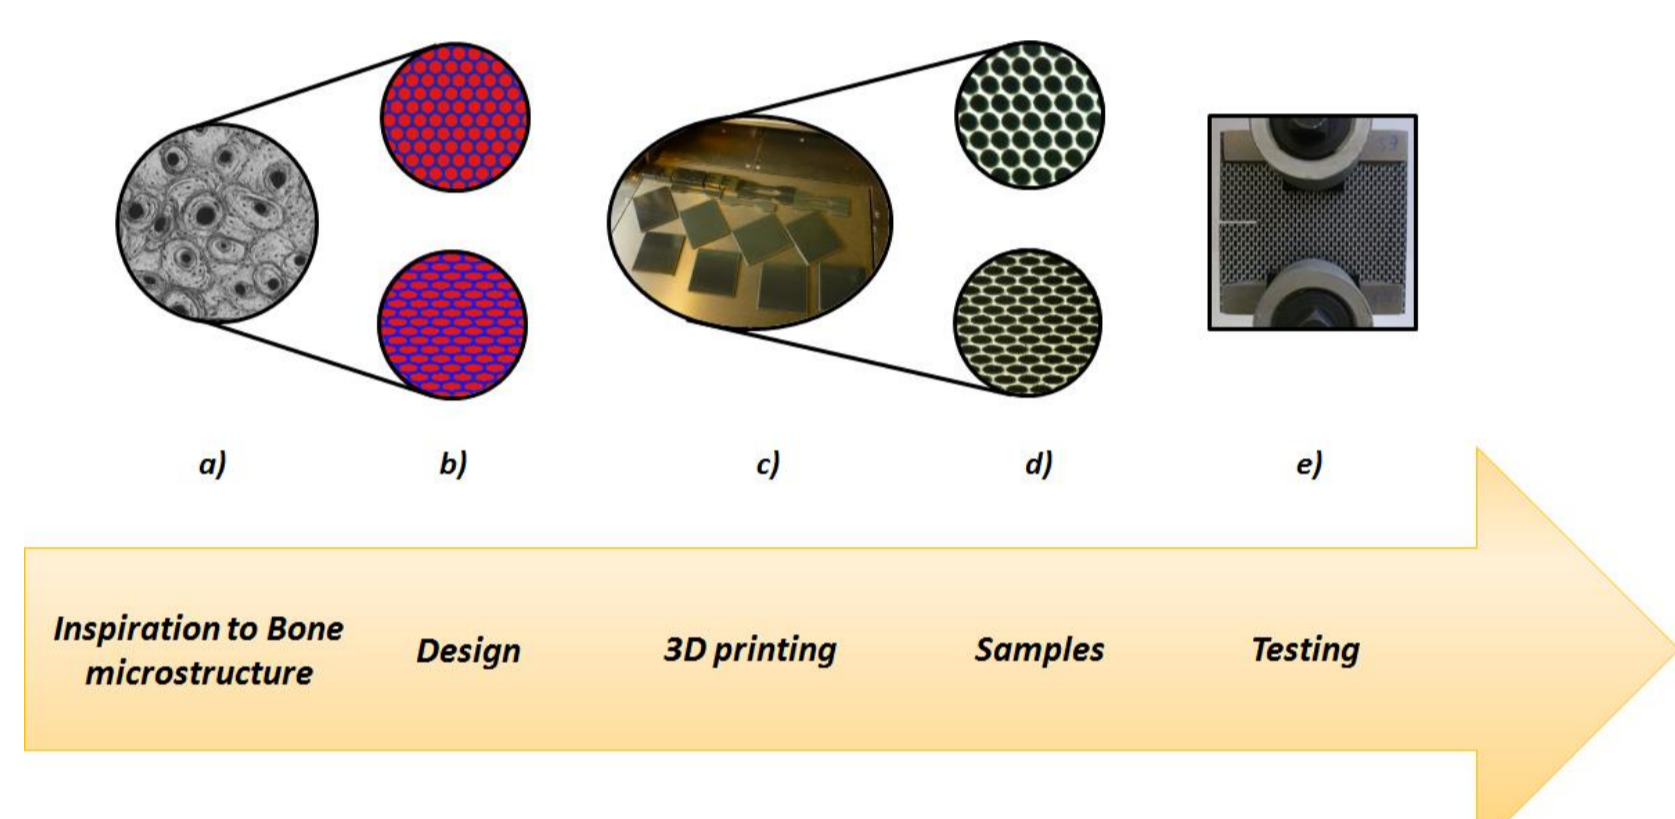 a)
b)
c)
d)
e)
Inspiration to Bone
microstructure
Design
3D printing
Samples
Testing